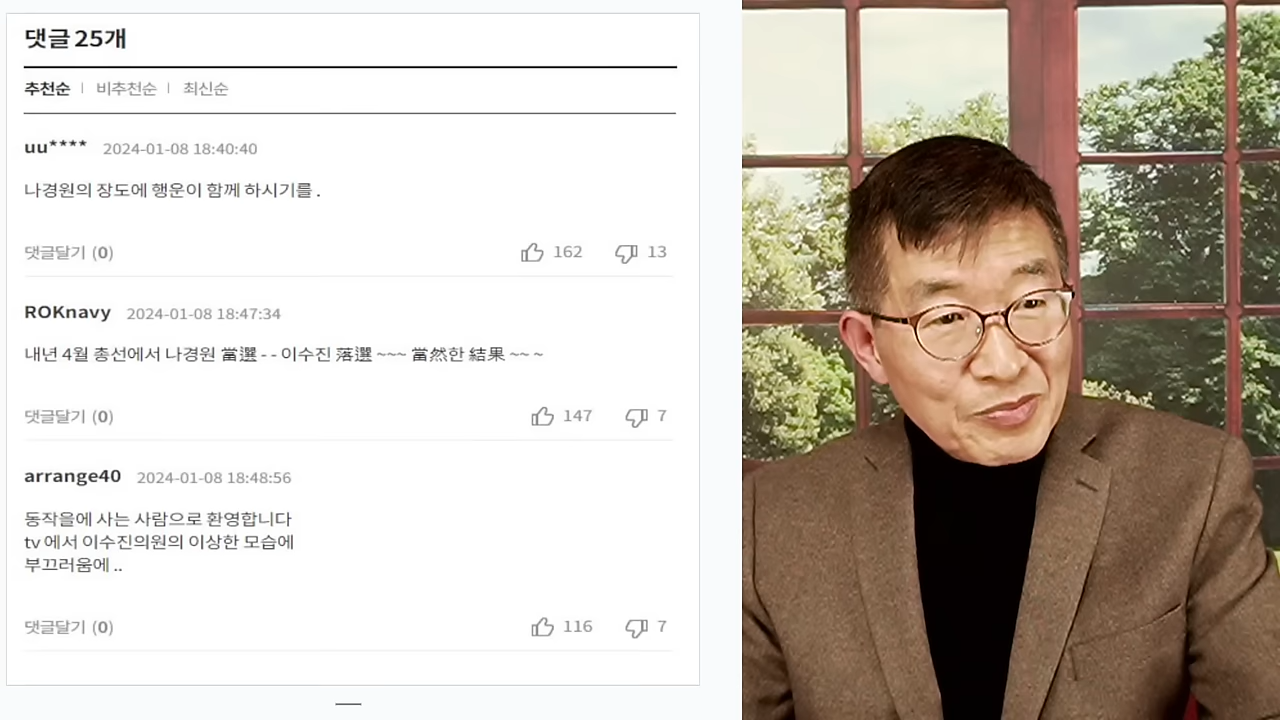 댓글 25개
추천순 | 비추천순 | 최신순
uu**** 2024-01-08 18:40:40
나경원의 장도에 행운이 함께 하시기를 .
댓글달기 (0) 162 13
ROKnavy 2024-01-08 18:47:34
내년 4월 총선에서 나경원 當選 - - 이수진 落選 ~~~ 當然한 結果 ~~ ~
댓글달기 (0) 147 7
arrange40 2024-01-08 18:48:56
동작을에 사는 사람으로 환영합니다
tv 에서 이수진의원의 이상한 모습에
부끄러움에 ..
댓글달기 (0) 116 7